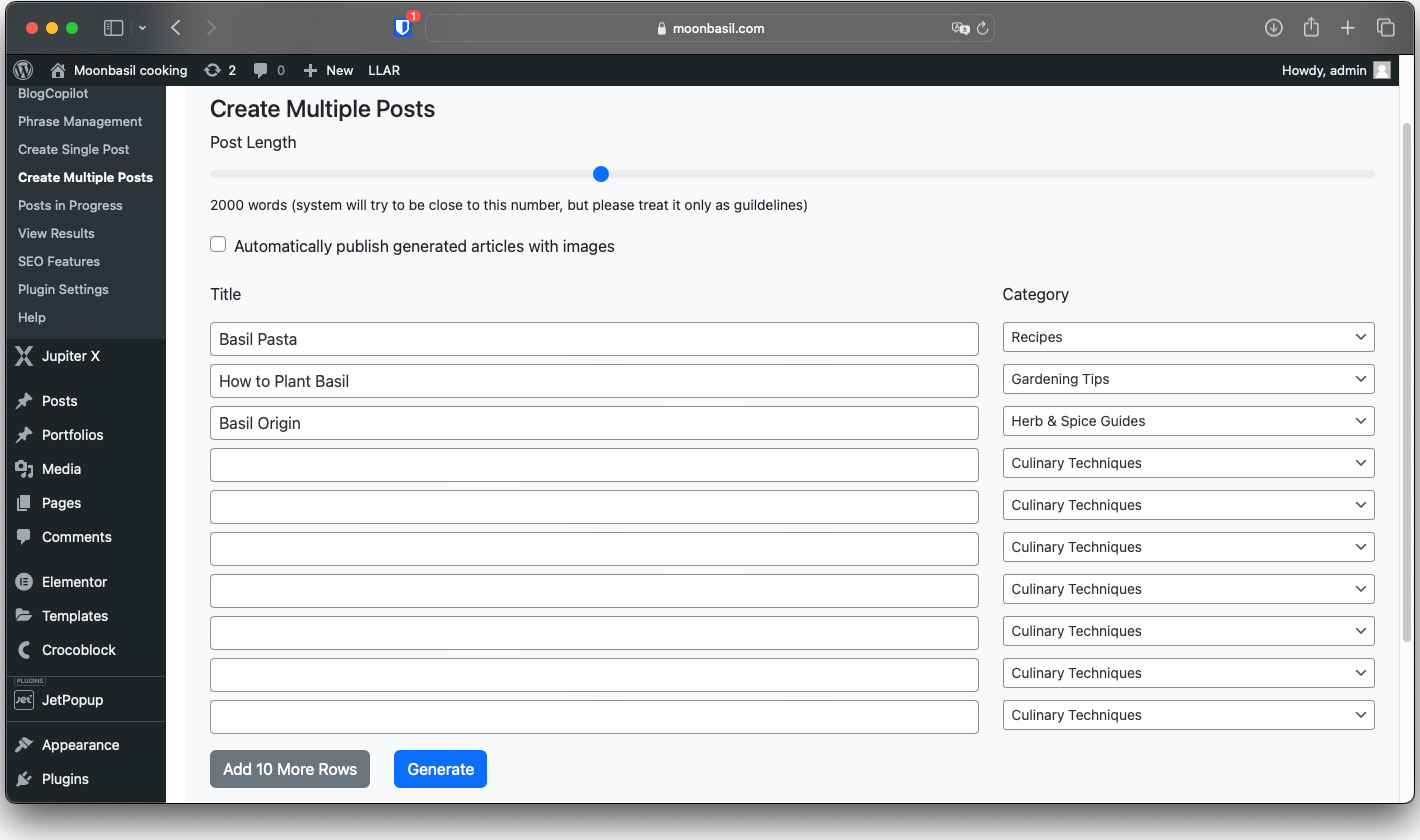 1
moonbasil.com
Moonbasil cooking 2 0 New LLAR Howdy, admin
BlogCopilot
Phrase Management
Create Single Post
Create Multiple Posts
Posts in Progress
View Results
SEO Features
Plugin Settings
Help
Jupiter X
Posts
Portfolios
Media
Pages
Comments
Elementor
Templates
Crocoblock
PLUGINS
Jet JetPopup
Appearance
Plugins
Create Multiple Posts
Post Length
2000 words (system will try to be close to this number, but please treat it only as guildelines)
Automatically publish generated articles with images
Title Category
Basil Pasta Recipes
How to Plant Basil Gardening Tips
Basil Origin Herb & Spice Guides
Culinary Techniques
Culinary Techniques
Culinary Techniques
Culinary Techniques
Culinary Techniques
Culinary Techniques
Culinary Techniques
Add 10 More Rows Generate